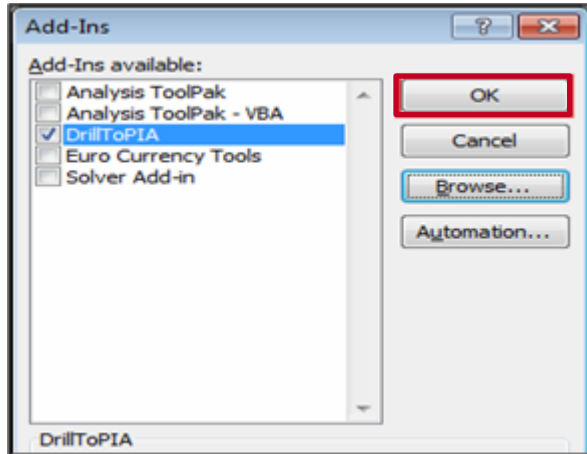 Add-Ins
Add-Ins available:
Analysis ToolPak
Analysis ToolPak - VBA
DrillToPIA
Euro Currency Tools
Solver Add-in
OK
Cancel
Browse...
Automation...
DrillToPIA